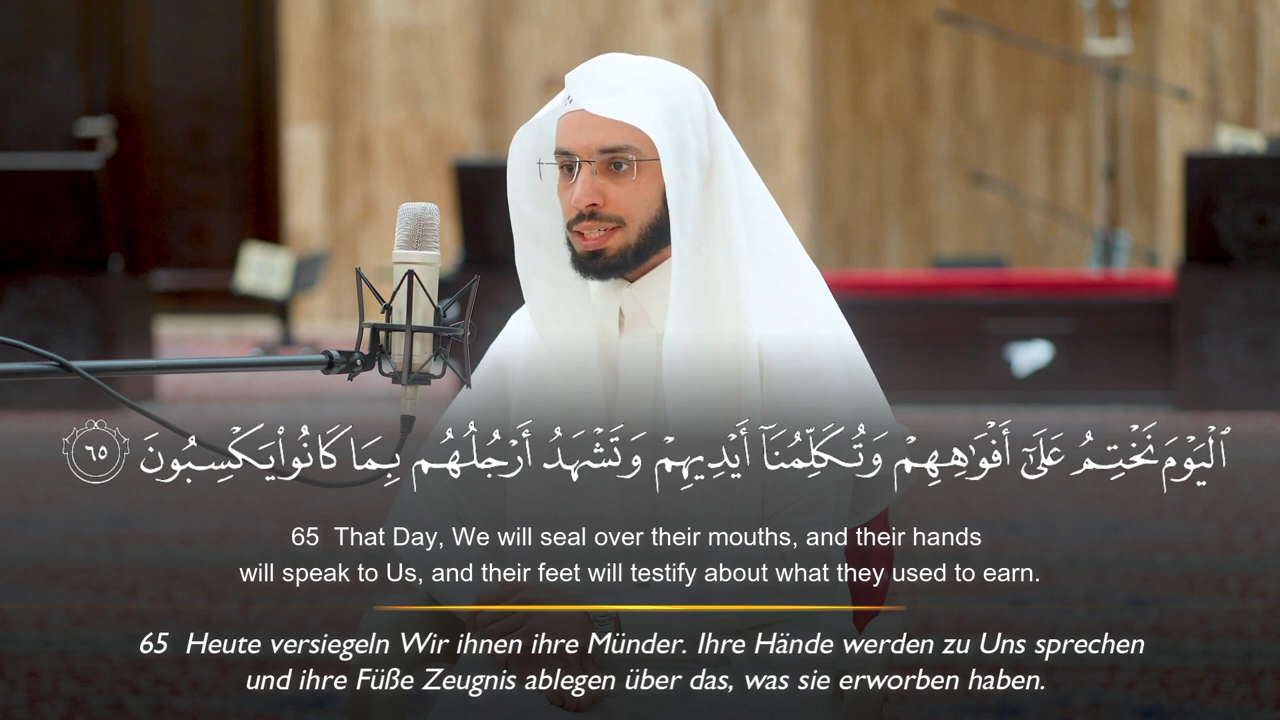 ٱلْيَوْمَ نَخْتِمُ عَلَىٰٓ أَفْوَٰهِهِمْ وَتُكَلِّمُنَآ أَيْدِيهِمْ وَتَشْهَدُ أَرْجُلُهُم بِمَا كَانُوا۟ يَكْسِبُونَ ٦٥
65 That Day, We will seal over their mouths, and their hands
will speak to Us, and their feet will testify about what they used to earn.
65 Heute versiegeln Wir ihnen ihre Münder. Ihre Hände werden zu Uns sprechen
und ihre Füße Zeugnis ablegen über das, was sie erworben haben.